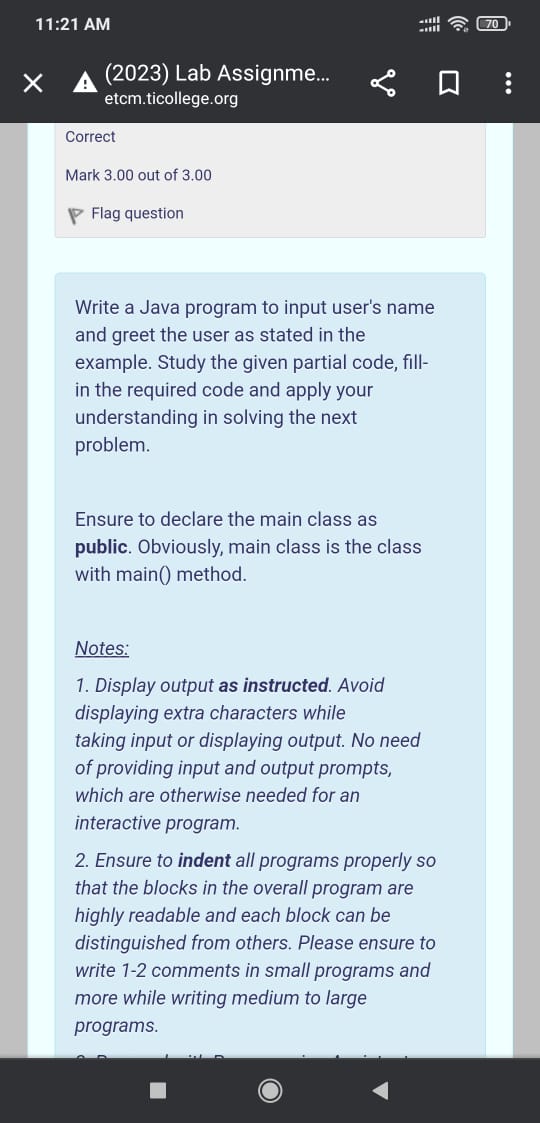 11:21 AM
70
(2023) Lab Assignme...
etcm.ticollege.org
Correct
Mark 3.00 out of 3.00
Flag question
Write a Java program to input user's name
and greet the user as stated in the
example. Study the given partial code, fill-
in the required code and apply your
understanding in solving the next
problem.
Ensure to declare the main class as
public. Obviously, main class is the class
with main() method.
Notes:
1. Display output as instructed. Avoid
displaying extra characters while
taking input or displaying output. No need
of providing input and output prompts,
which are otherwise needed for an
interactive program.
2. Ensure to indent all programs properly so
that the blocks in the overall program are
highly readable and each block can be
distinguished from others. Please ensure to
write 1-2 comments in small programs and
more while writing medium to large
programs.